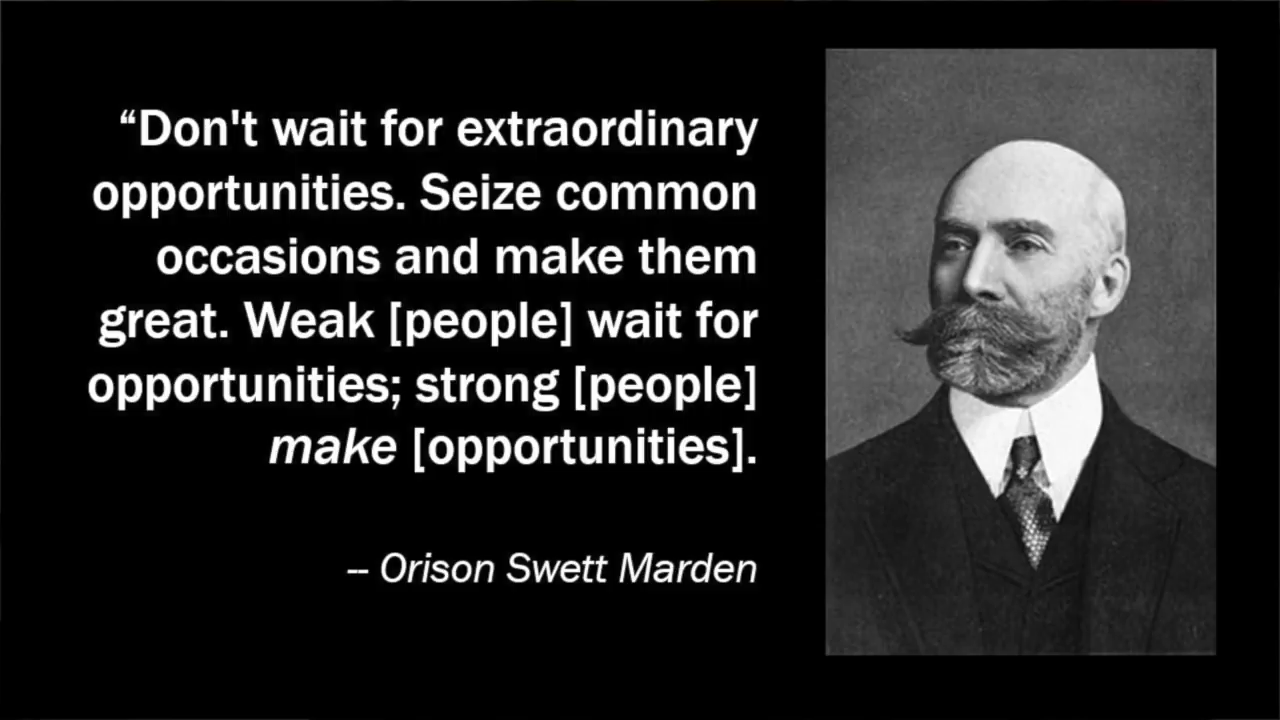 “Don't wait for extraordinary
opportunities. Seize common
occasions and make them
great. Weak [people] wait for
opportunities; strong [people]
make [opportunities].
-- Orison Swett Marden